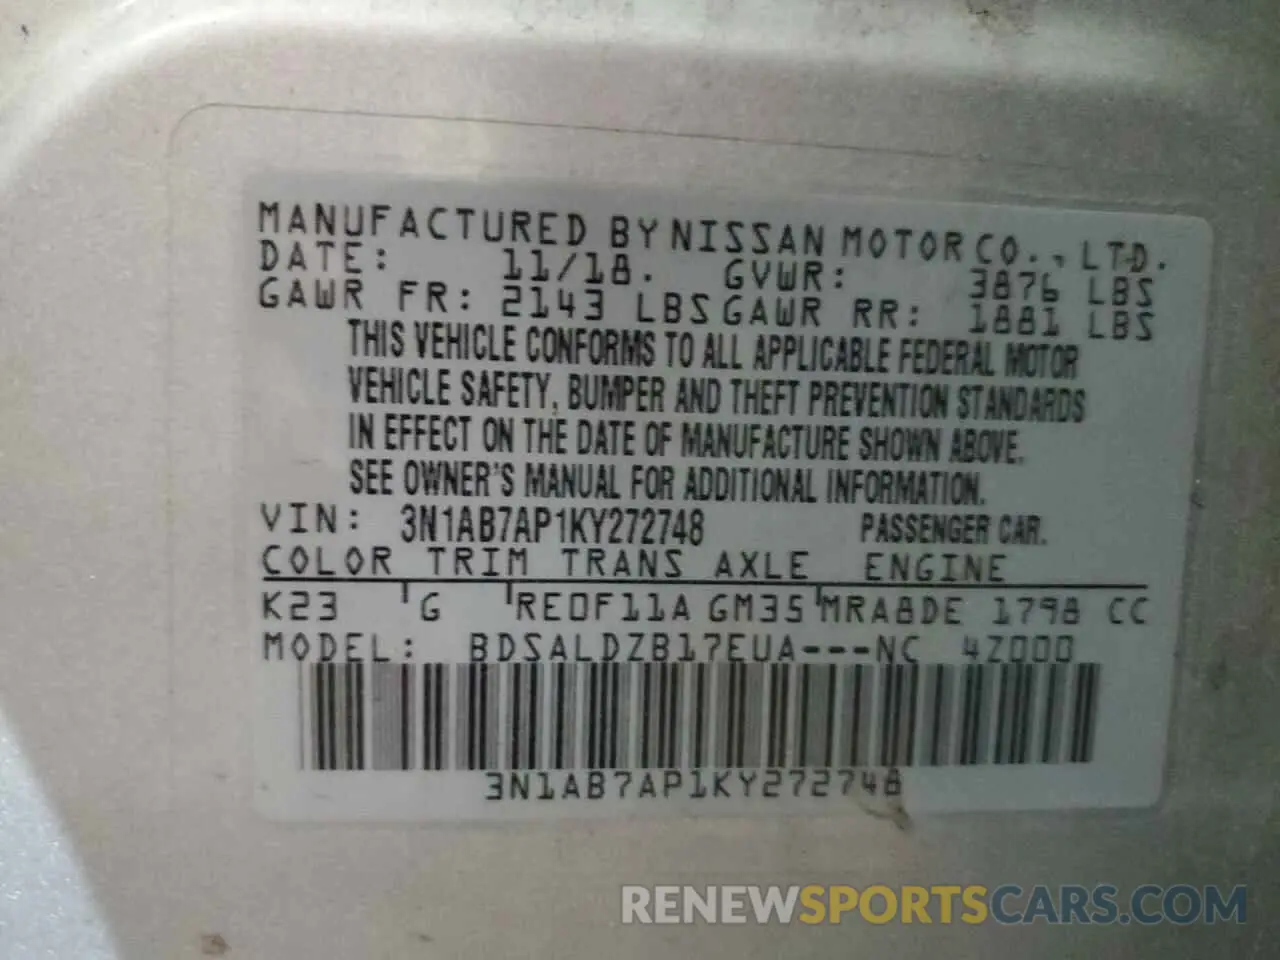 MANUFACTURED BY NISSAN MOTOR CO., LTD.
DATE: 11/18. GVWR: 3876 LBS
GAWR FR: 2143 LBS GAWR RR: 1881 LBS
THIS VEHICLE CONFORMS TO ALL APPLICABLE FEDERAL MOTOR
VEHICLE SAFETY, BUMPER AND THEFT PREVENTION STANDARDS
IN EFFECT ON THE DATE OF MANUFACTURE SHOWN ABOVE.
SEE OWNER'S MANUAL FOR ADDITIONAL INFORMATION.
VIN: 3N1AB7AP1KY272748 PASSENGER CAR.
COLOR TRIM TRANS AXLE ENGINE
K23 G RE0F11A GM35 MRA8DE 1798 CC
MODEL: BDSALDZB17EUA---NC 4Z000
3N1AB7AP1KY272748
RENEWSPORTSCARS.COM